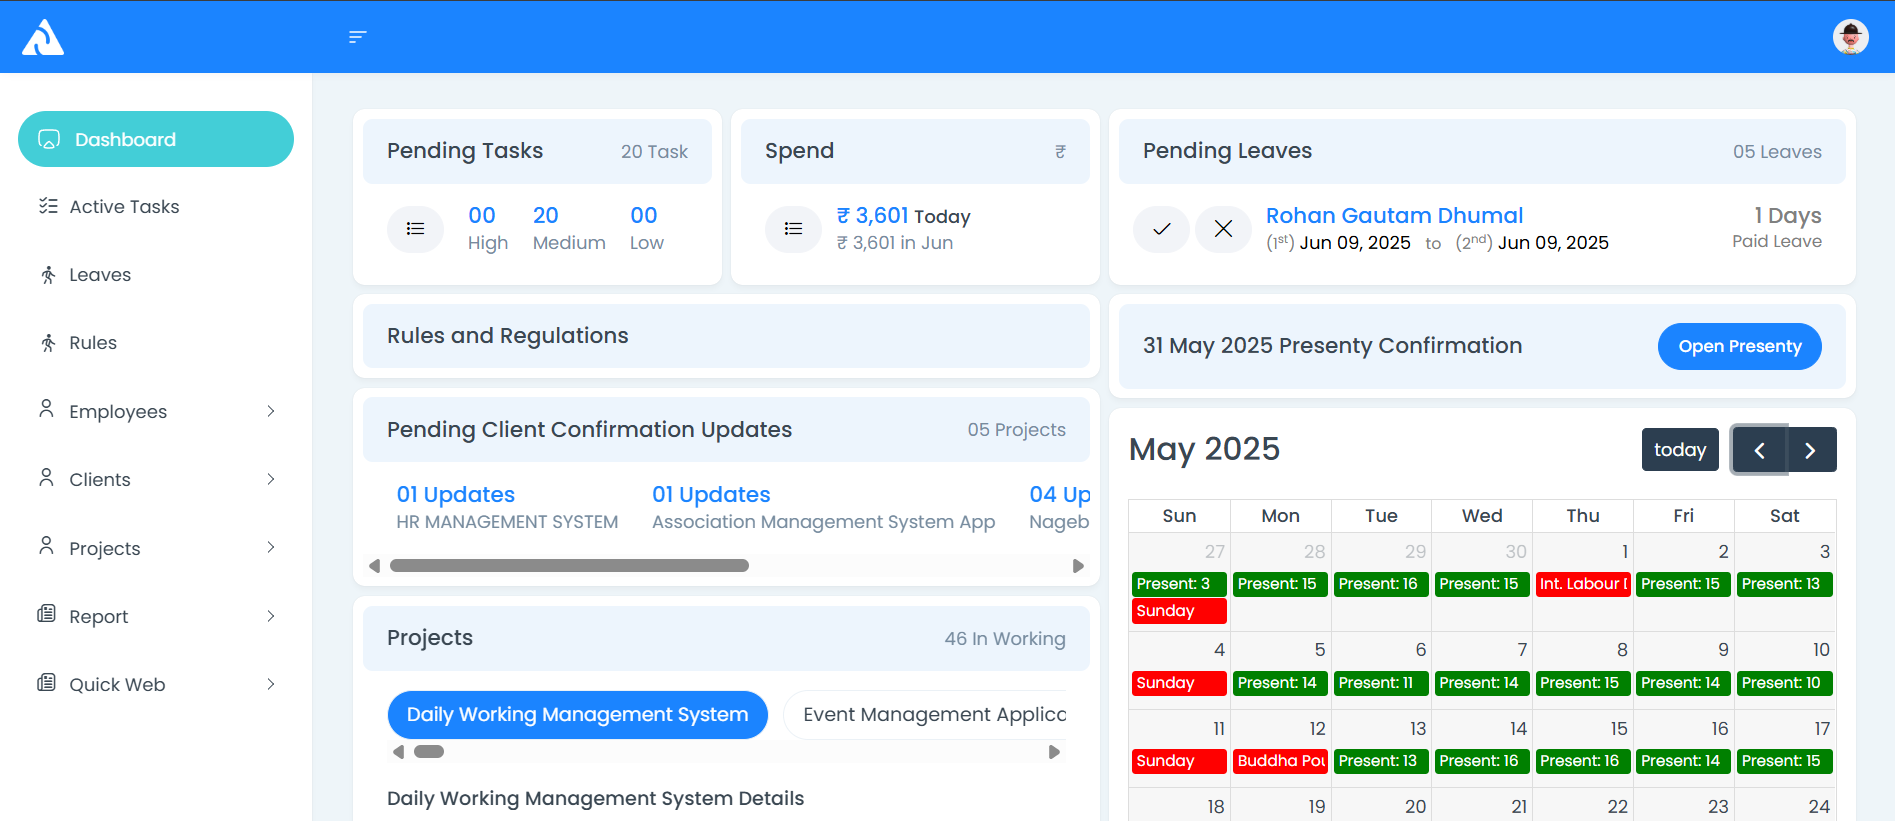 Dashboard
Active Tasks
Leaves
Rules
Employees
Clients
Projects
Report
Quick Web
Pending Tasks 20 Task
00 20 00
High Medium Low
Spend ₹
₹ 3,601 Today
₹ 3,601 in Jun
Pending Leaves 05 Leaves
Rohan Gautam Dhumal 1 Days
(1st) Jun 09, 2025 to (2nd) Jun 09, 2025 Paid Leave
Rules and Regulations
31 May 2025 Presenty Confirmation Open Presenty
Pending Client Confirmation Updates 05 Projects
01 Updates 01 Updates 04 Up
HR MANAGEMENT SYSTEM Association Management System App Nageb
Projects 46 In Working
Daily Working Management System Event Management Applic
Daily Working Management System Details
May 2025 today
Sun Mon Tue Wed Thu Fri Sat
27 28 29 30 1 2 3
Present: 3 Present: 15 Present: 16 Present: 15 Int. Labour Present: 15 Present: 13
Sunday
4 5 6 7 8 9 10
Sunday Present: 14 Present: 11 Present: 14 Present: 15 Present: 14 Present: 10
11 12 13 14 15 16 17
Sunday Buddha Pou Present: 13 Present: 16 Present: 16 Present: 14 Present: 15
18 19 20 21 22 23 24